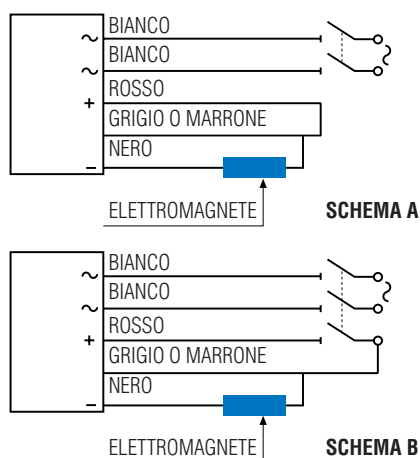 BIANCO
~
BIANCO
~
ROSSO
+
GRIGIO O MARRONE
NERO
–
ELETTROMAGNETE SCHEMA A
BIANCO
~
BIANCO
~
ROSSO
+
GRIGIO O MARRONE
NERO
–
ELETTROMAGNETE SCHEMA B